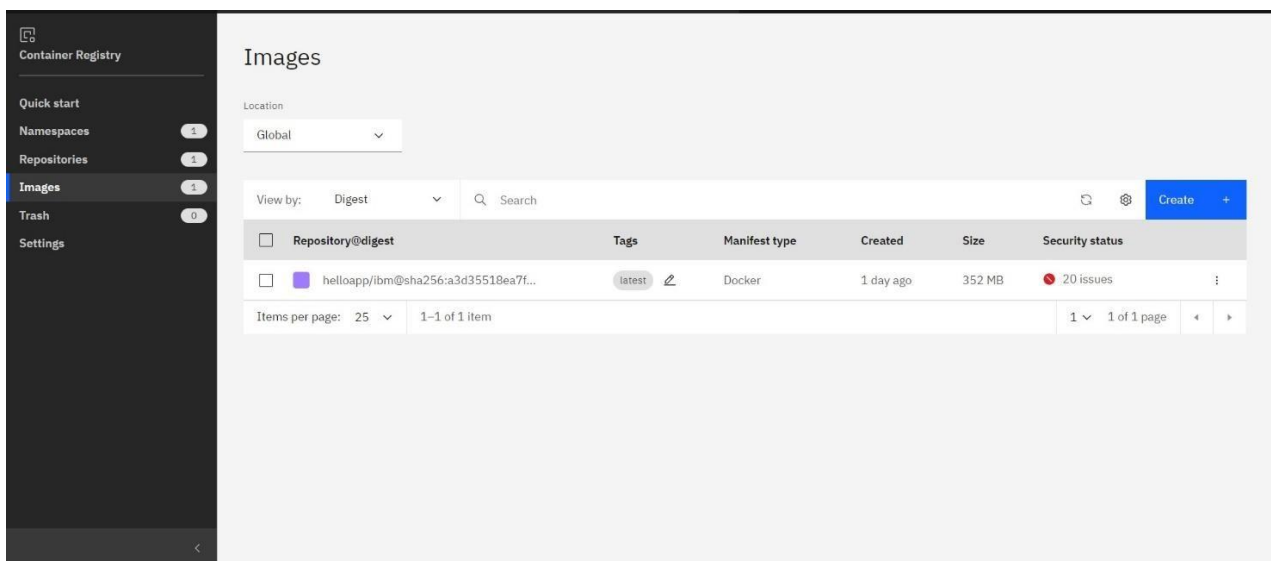 Container Registry
Quick start
Namespaces 1
Repositories 1
Images 1
Trash 0
Settings
Images
Location
Global
View by: Digest Search Create +
Repository@digest Tags Manifest type Created Size Security status
helloapp/ibm@sha256:a3d35518ea7f... latest Docker 1 day ago 352 MB 20 issues
Items per page: 25 1–1 of 1 item 1 1 of 1 page